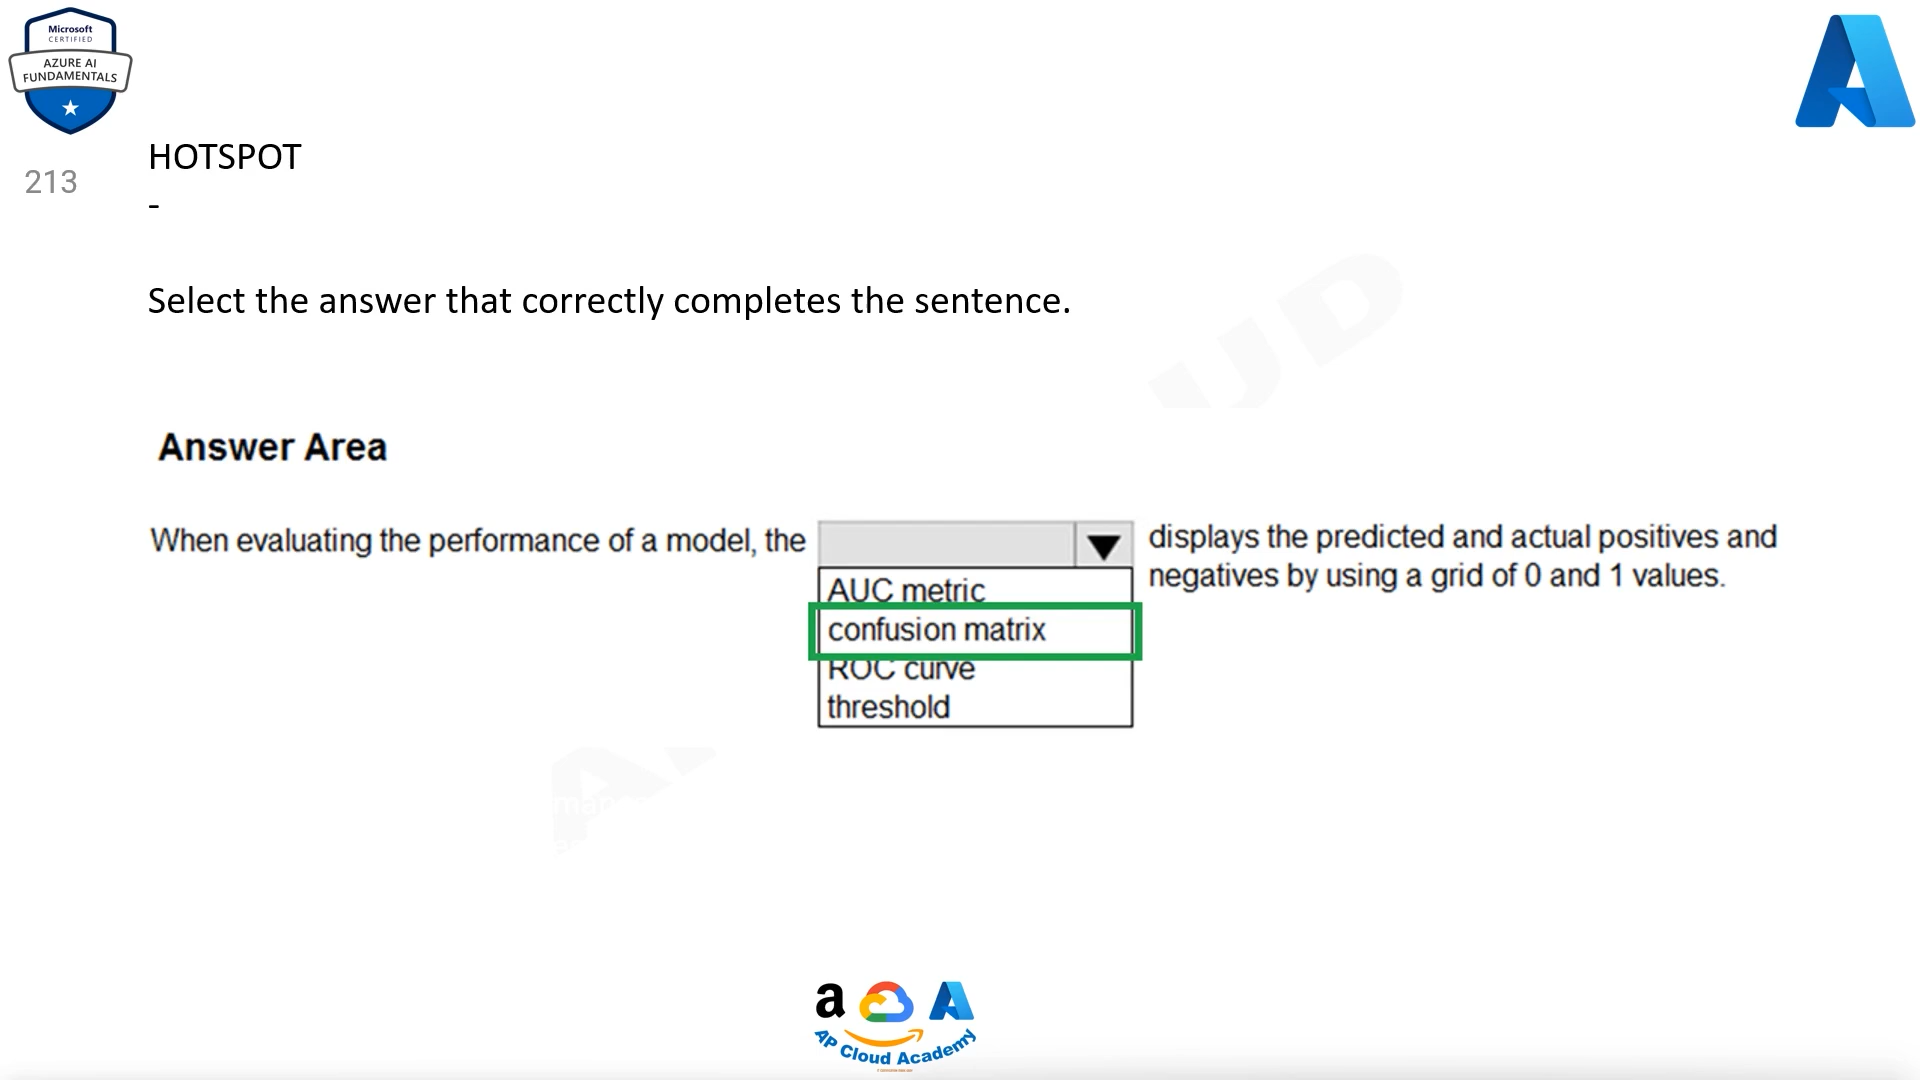 Microsoft
CERTIFIED
AZURE AI
FUNDAMENTALS
213
HOTSPOT
-
Select the answer that correctly completes the sentence.
Answer Area
When evaluating the performance of a model, the
displays the predicted and actual positives and
negatives by using a grid of 0 and 1 values.
AUC metric
confusion matrix
ROC curve
threshold
a
AP Cloud Academy